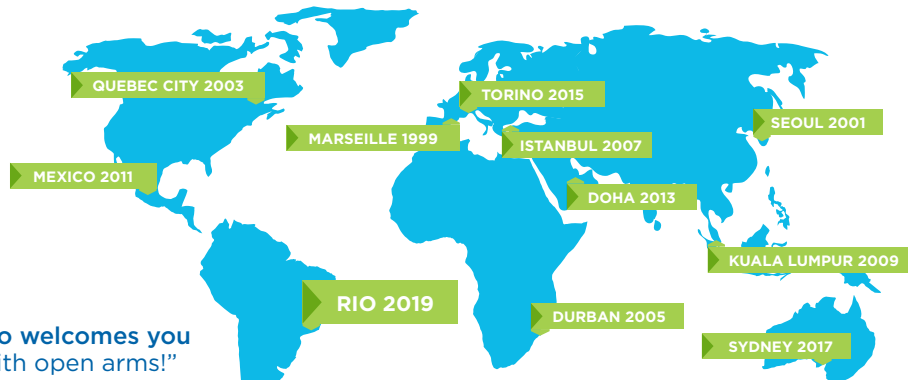 QUEBEC CITY 2003
TORINO 2015
SEOUL 2001
MARSEILLE 1999
ISTANBUL 2007
MEXICO 2011
DOHA 2013
KUALA LUMPUR 2009
RIO 2019
DURBAN 2005
SYDNEY 2017
welcomes you
open arms!”